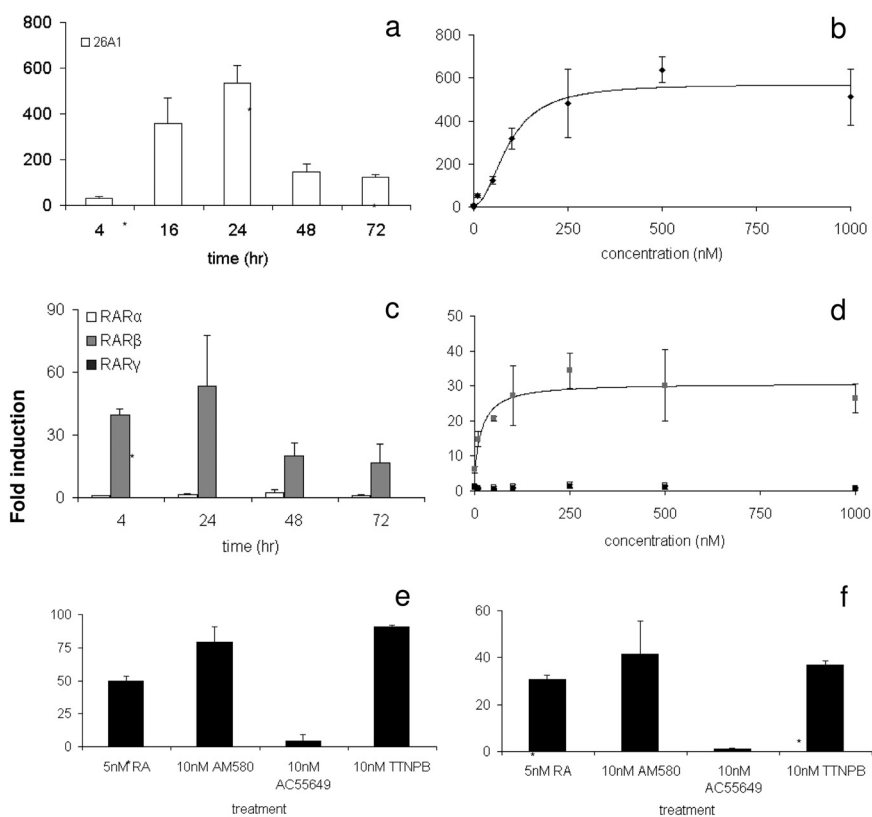 a
800
600
400
200
0
26A1
*
*
*
4 16 24 48 72
time (hr)
b
800
600
400
200
0
0 250 500 750 1000
concentration (nM)
Fold induction
c
90
60
30
0
RARα
RARβ
RARγ
*
4 24 48 72
time (hr)
d
50
40
30
20
10
0
0 250 500 750 1000
concentration (nM)
e
100
75
50
25
0
5nM*RA 10nM AM580 10nM AC55649 10nM TTNPB
treatment
f
60
40
20
0
*
*
5nM RA 10nM AM580 10nM AC55649 10nM TTNPB
treatment